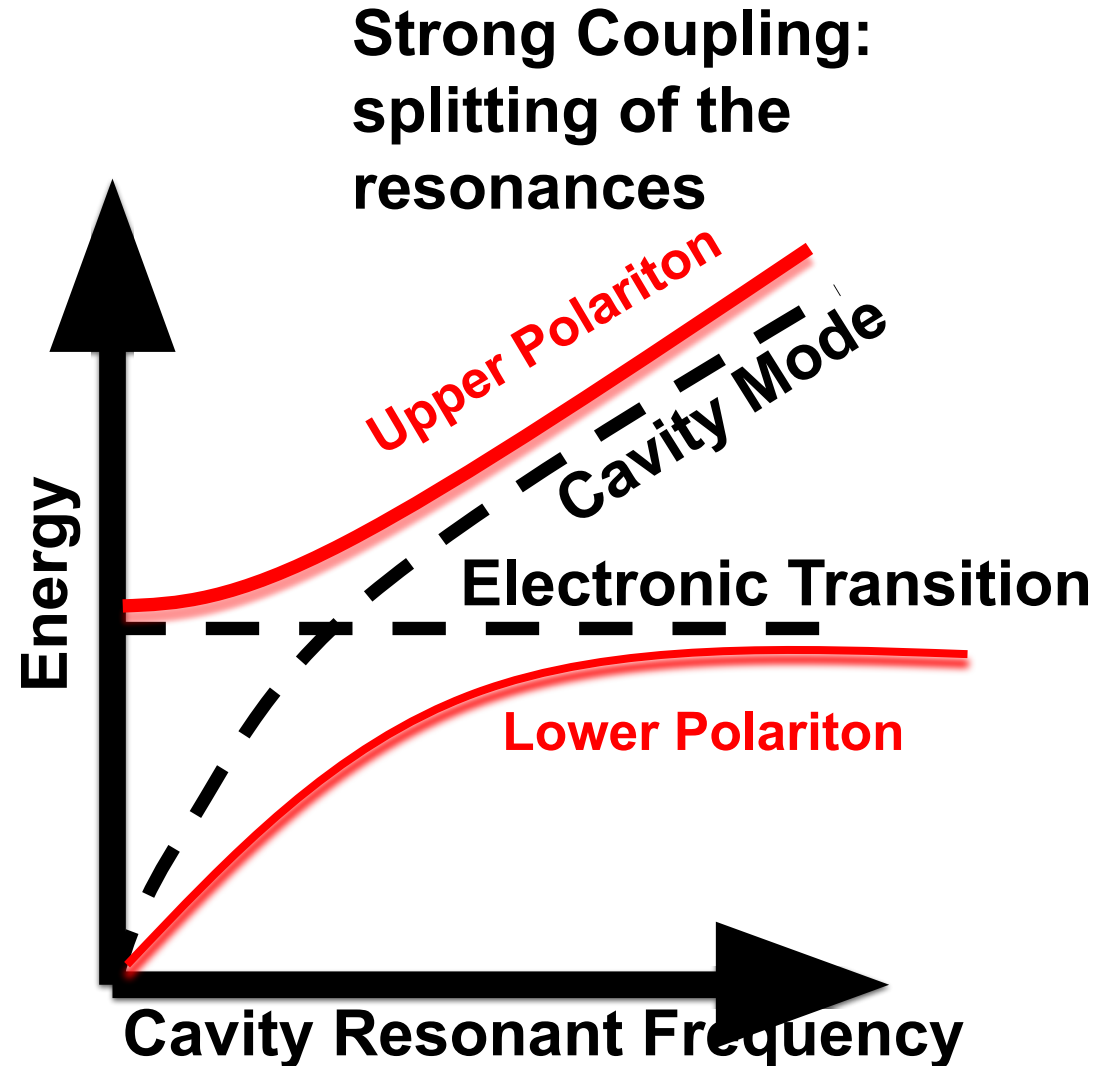 Strong Coupling:
splitting of the
resonances
Upper Polariton
Cavity Mode
Energy
Electronic Transition
Lower Polariton
Cavity Resonant Frequency